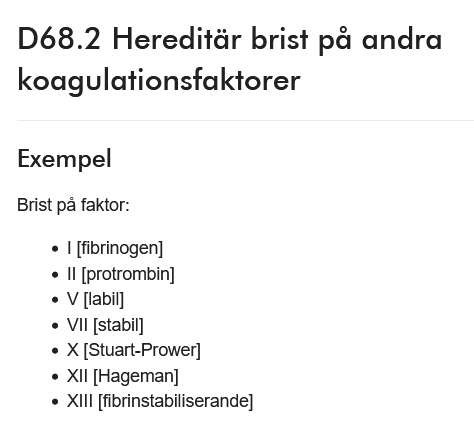 D68.2 Hereditär brist på andra
koagulationsfaktorer
Exempel
Brist på faktor:
• I [fibrinogen]
• II [protrombin]
• V [labil]
• VII [stabil]
• X [Stuart-Prower]
• XII [Hageman]
• XIII [fibrinstabiliserande]